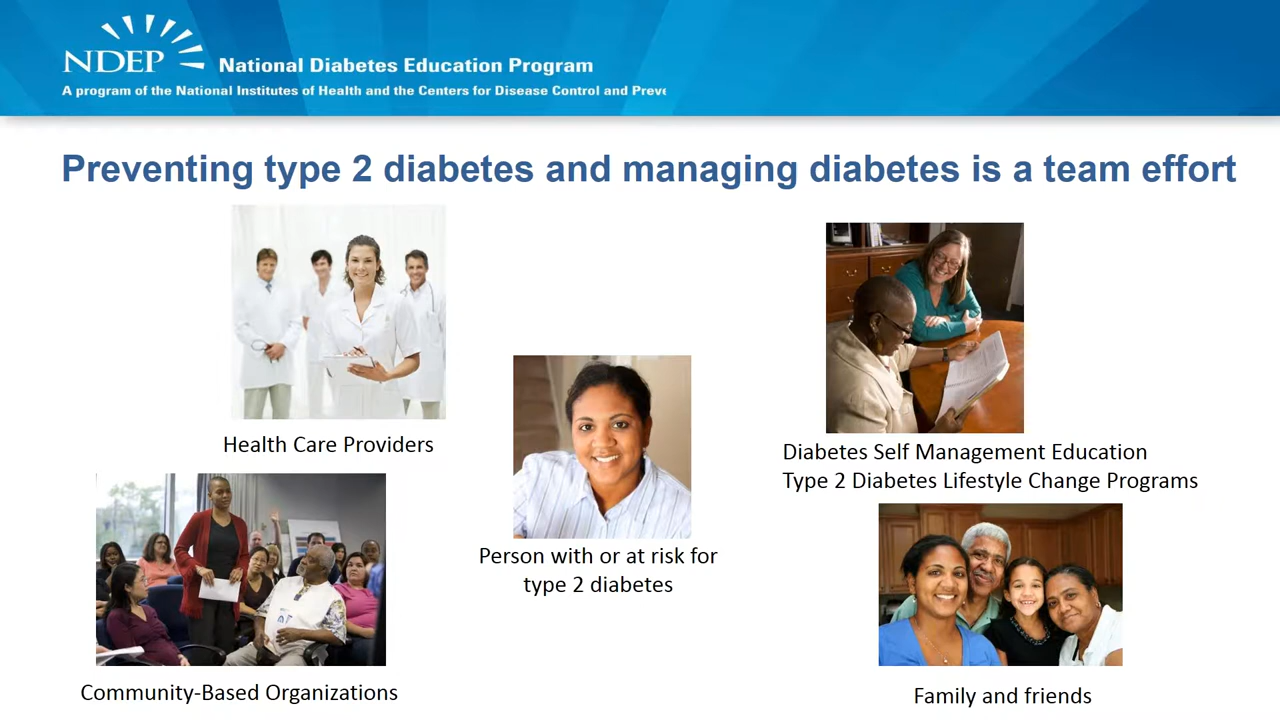 NDEP
National Diabetes Education Program
A program of the National Institutes of Health and the Centers for Disease Control and Preve
Preventing type 2 diabetes and managing diabetes is a team effort
Health Care Providers
Diabetes Self Management Education
Type 2 Diabetes Lifestyle Change Programs
Person with or at risk for
type 2 diabetes
Community-Based Organizations
Family and friends